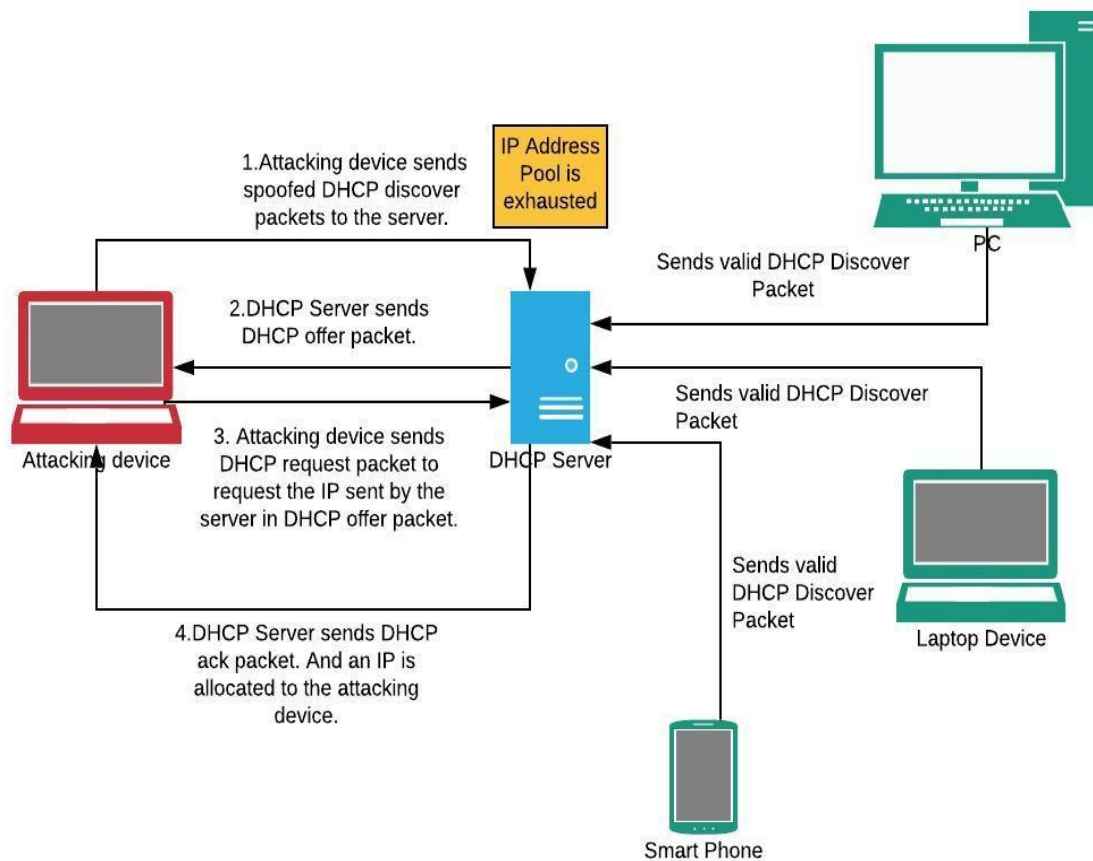 IP Address
Pool is
exhausted
1.Attacking device sends
spoofed DHCP discover
packets to the server.
PC
Sends valid DHCP Discover
Packet
2.DHCP Server sends
DHCP offer packet.
Sends valid DHCP Discover
Packet
Attacking device
3. Attacking device sends
DHCP request packet to
request the IP sent by the
server in DHCP offer packet.
DHCP Server
Sends valid
DHCP Discover
Packet
Laptop Device
4.DHCP Server sends DHCP
ack packet. And an IP is
allocated to the attacking
device.
Smart Phone